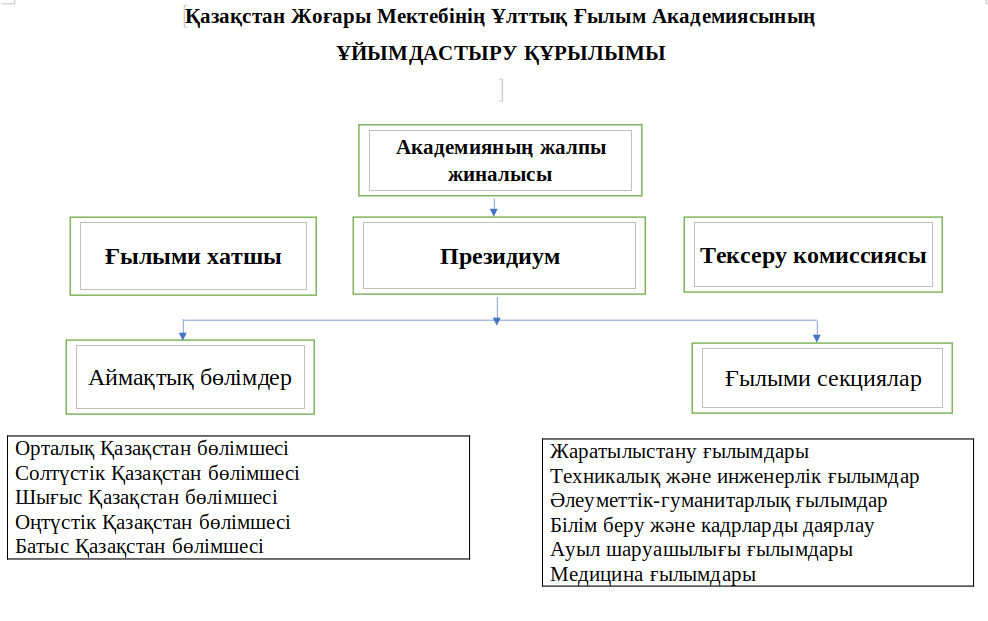 Қазақстан Жоғары Мектебінің Ұлттық Ғылым Академиясының
ҰЙЫМДАСТЫРУ ҚҰРЫЛЫМЫ
Академияның жалпы
жиналысы
Ғылыми хатшы
Президиум
Тексеру комиссиясы
Аймақтық бөлімдер
Ғылыми секциялар
Орталық Қазақстан бөлімшесі
Солтүстік Қазақстан бөлімшесі
Шығыс Қазақстан бөлімшесі
Оңтүстік Қазақстан бөлімшесі
Батыс Қазақстан бөлімшесі
Жаратылыстану ғылымдары
Техникалық және инженерлік ғылымдар
Әлеуметтік-гуманитарлық ғылымдар
Білім беру және кадрларды даярлау
Ауыл шаруашылығы ғылымдары
Медицина ғылымдары